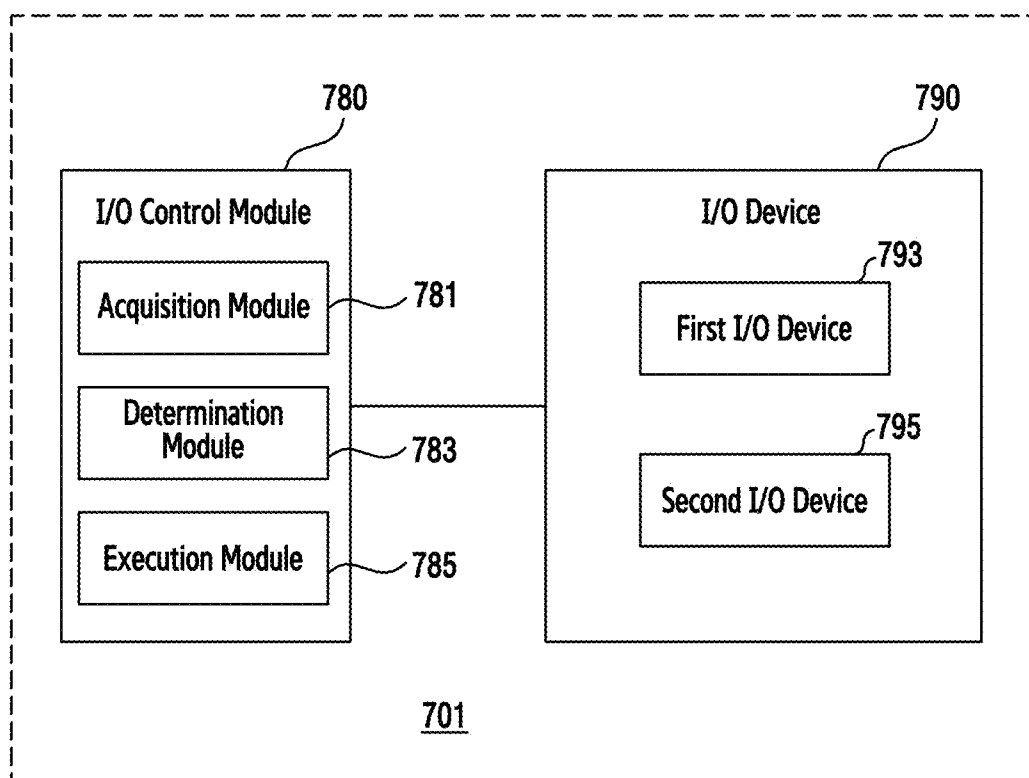 780
790
I/O Control Module
I/O Device
Acquisition Module
781
793
First I/O Device
Determination
Module
783
795
Second I/O Device
Execution Module
785
701